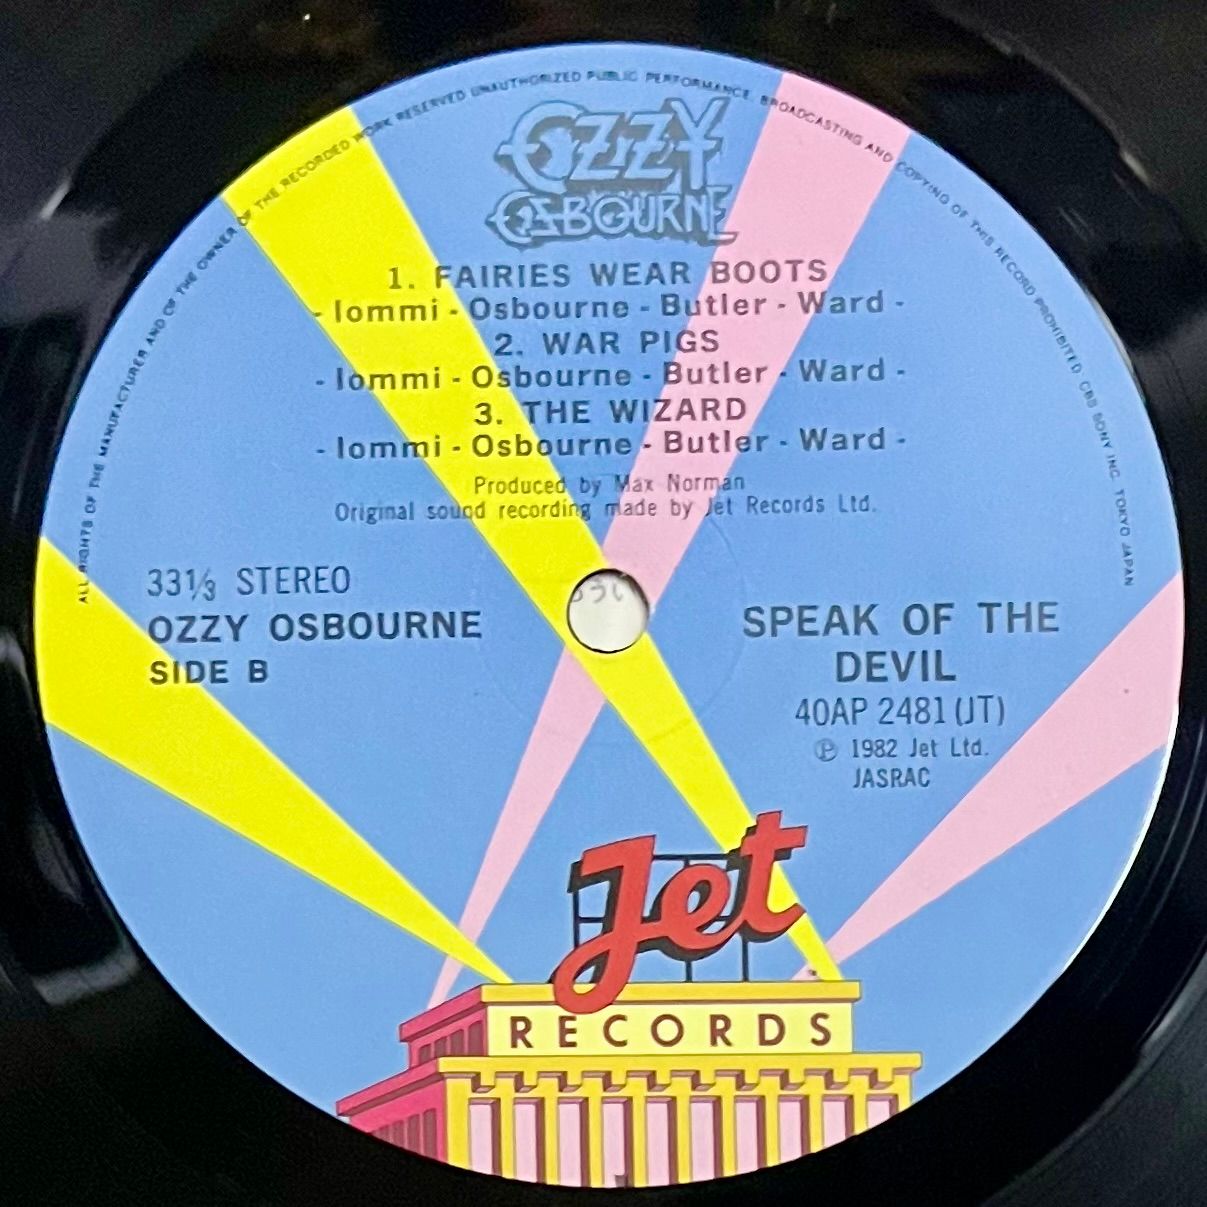 ALL RIGHTS OF THE MANUFACTURER AND OF THE OWNER OF THE RECORDED WORK RESERVED UNAUTHORIZED PUBLIC PERFORMANCE BROADCASTING AND COPYING OF THIS RECORD PROHIBITED CBS SONY INC. TOKYO JAPAN
OZZY
OSBOURNE
1. FAIRIES WEAR BOOTS
- Iommi - Osbourne - Butler - Ward -
2. WAR PIGS
- Iommi - Osbourne - Butler - Ward -
3. THE WIZARD
- Iommi - Osbourne - Butler - Ward -
Produced by Max Norman
Original sound recording made by Jet Records Ltd.
33⅓ STEREO
OZZY OSBOURNE
SIDE B
SPEAK OF THE
DEVIL
40AP 2481 (JT)
℗ 1982 Jet Ltd.
JASRAC
Jet
RECORDS